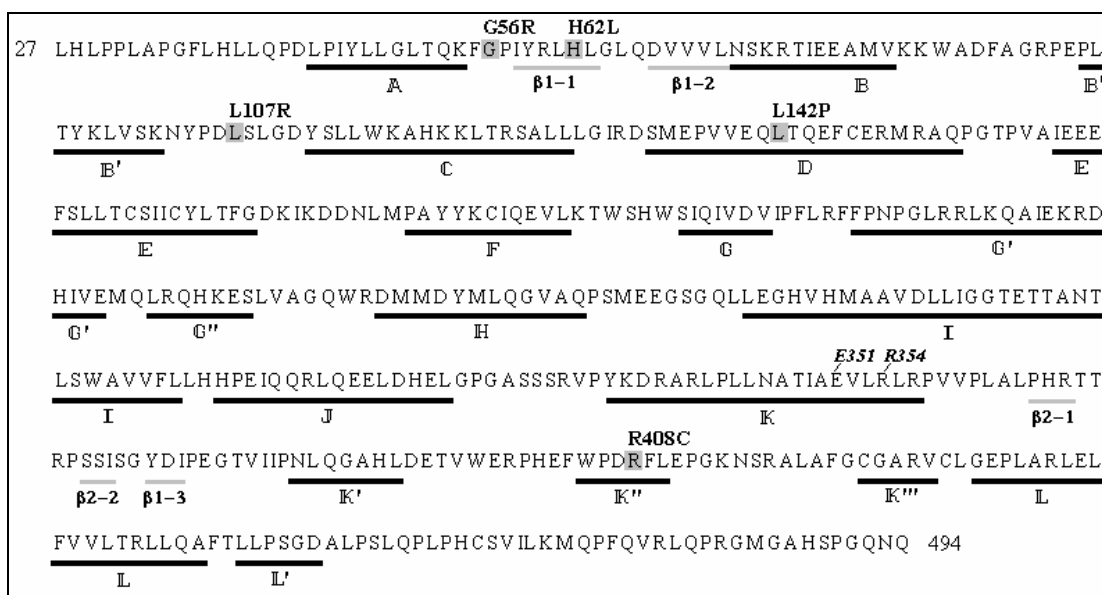 G56R H62L
27 LHLPPLAPGFLHLLQPDLPIYLLGLTQKFGPIYRLHLGLQDVVVLNSKRTIEEAMVKKWADFAGRPEPL
A β1-1 β1-2 B B'
L107R L142P
TYKLVSKNYPDLSLGDYSLLWKAHKKLTRSALLLGIRDSMEPVVEQLTQEFCERMRAQPGTPVAIEEE
B' C D E
FSLLTCSIICYLTFGDKIKDDNLMPAYYKCIQEVLKTWSHWSIQIVDVIPFLRFFPNPGLRRLKQAIEKRD
E F G G'
HIVEMQLRQHKESLVAGQWRDMMDYMLQGVAQPSMEEGSGQLLEGHVHMAAVDLLIGGTETTANT
G' G" H I
E351 R354
LSWAVVFLLHHPEIQQRLQEELDHELGPGASSSRVPYKDRARLPLLNATIAEVLRLRPVVPLALPHRTT
I J K β2-1
R408C
RPSSISGYDIPEGTVIIPNLQGAHLDETVWERPHEFWPDRFLEPGKNSRALAFGCGARVCLGEPLARLEL
β2-2 β1-3 K' K" K''' L
FVVLTRLLQAFTLLPSGDALPSLQPLPHCSVILKMQPFQVRLQPRGMGAHSPGQNQ 494
L L'